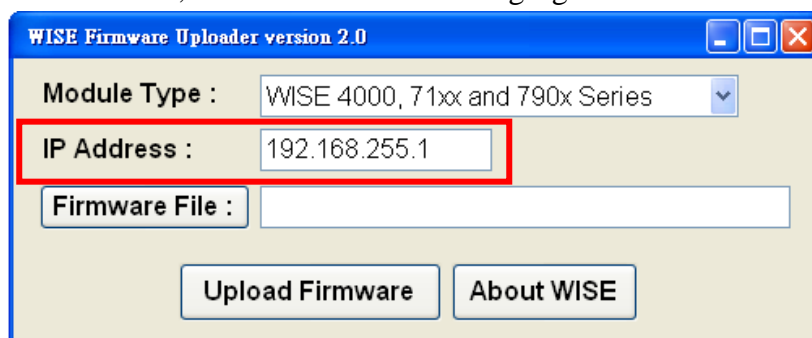 WISE Firmware Uploader version 2.0
Module Type : WISE 4000, 71xx and 790x Series
IP Address : 192.168.255.1
Firmware File :
Upload Firmware About WISE